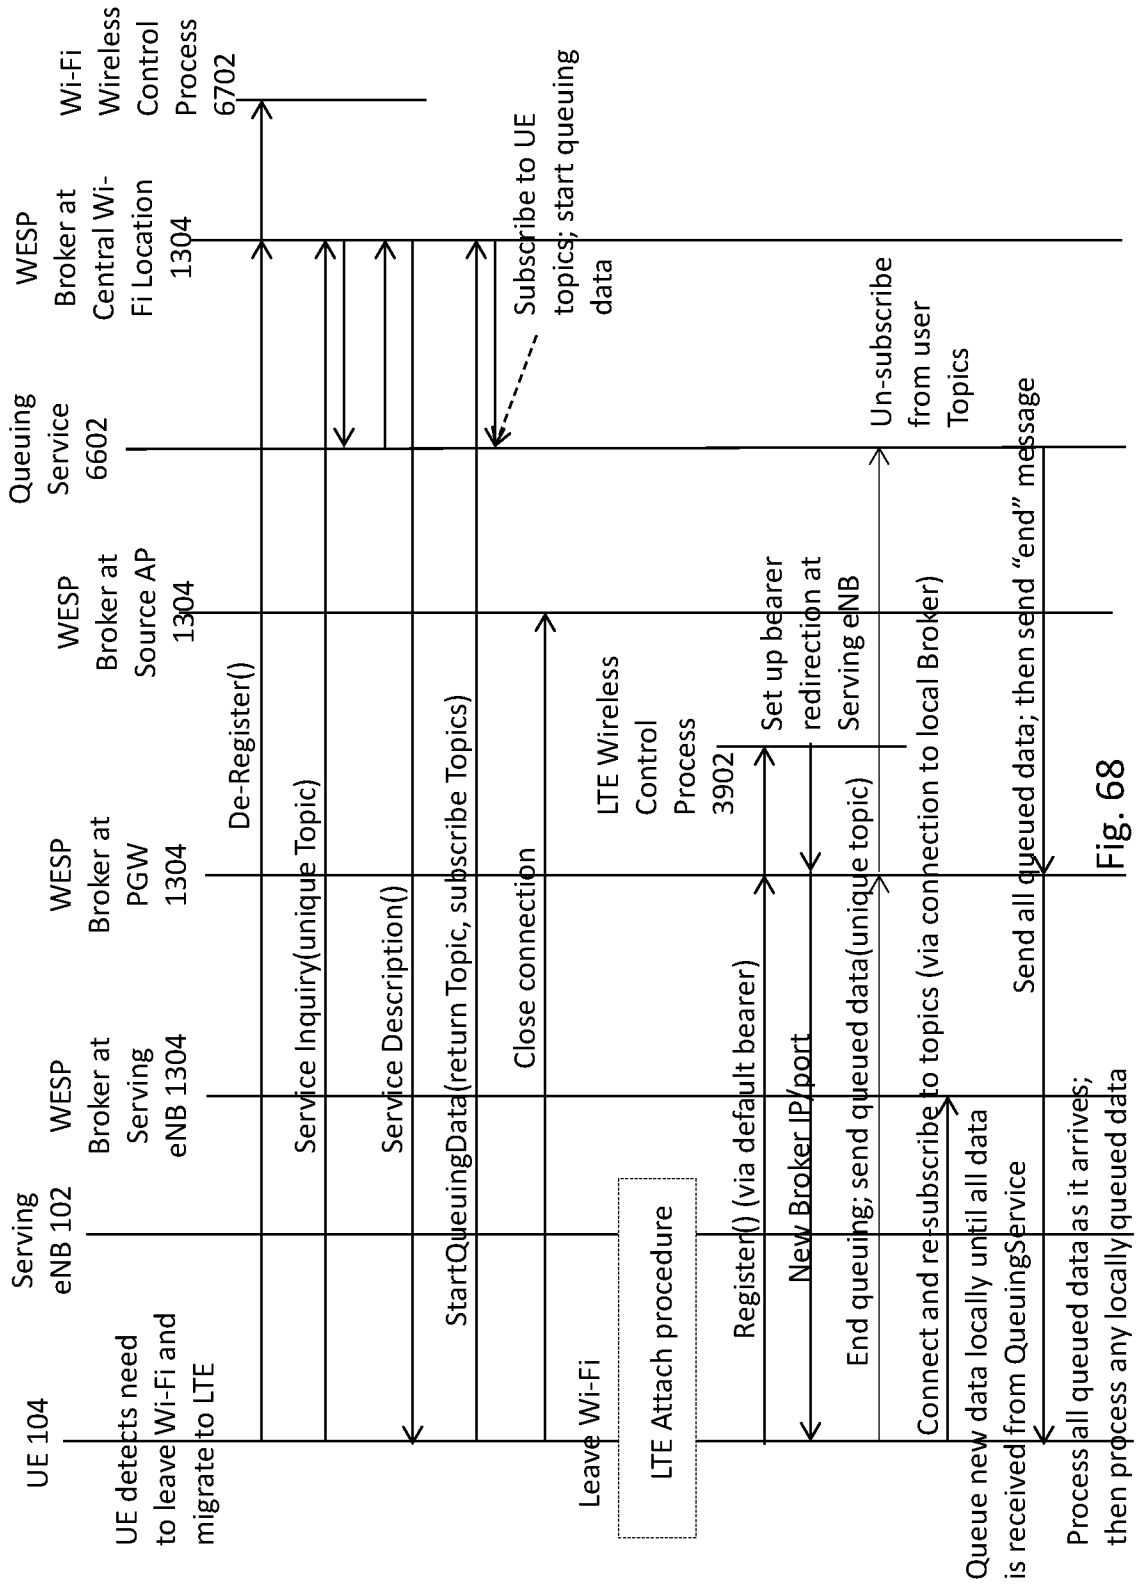 UE 104
Serving
eNB 102
WESP
Broker at
Serving
eNB 1304
WESP
Broker at
PGW
1304
WESP
Broker at
Source AP
1304
Queuing
Service
6602
WESP
Broker at
Central Wi-
Fi Location
1304
Wi-Fi
Wireless
Control
Process
6702
UE detects need
to leave Wi-Fi and
migrate to LTE
De-Register()
Service Inquiry(unique Topic)
Service Description()
StartQueuingData(return Topic, subscribe Topics)
Subscribe to UE
topics; start queuing
data
Close connection
Leave Wi-Fi
LTE Attach procedure
LTE Wireless
Control
Process
3902
Register() (via default bearer)
Set up bearer
redirection at
Serving eNB
New Broker IP/port
End queuing; send queued data(unique topic)
Un-subscribe
from user
Topics
Connect and re-subscribe to topics (via connection to local Broker)
Queue new data locally until all data
is received from QueuingService
Send all queued data; then send “end” message
Process all queued data as it arrives;
then process any locally queued data
Fig. 68